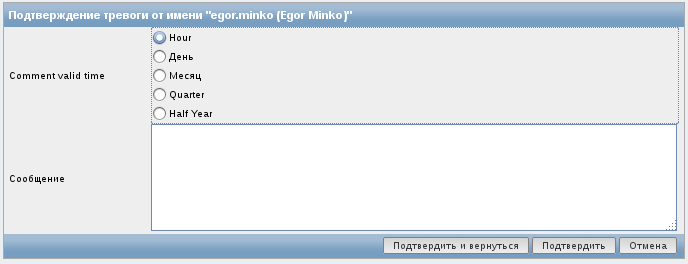 Подтверждение тревоги от имени "egor.minko (Egor Minko)"
Comment valid time
Hour
День
Месяц
Quarter
Half Year
Сообщение
Подтвердить и вернуться Подтвердить Отмена